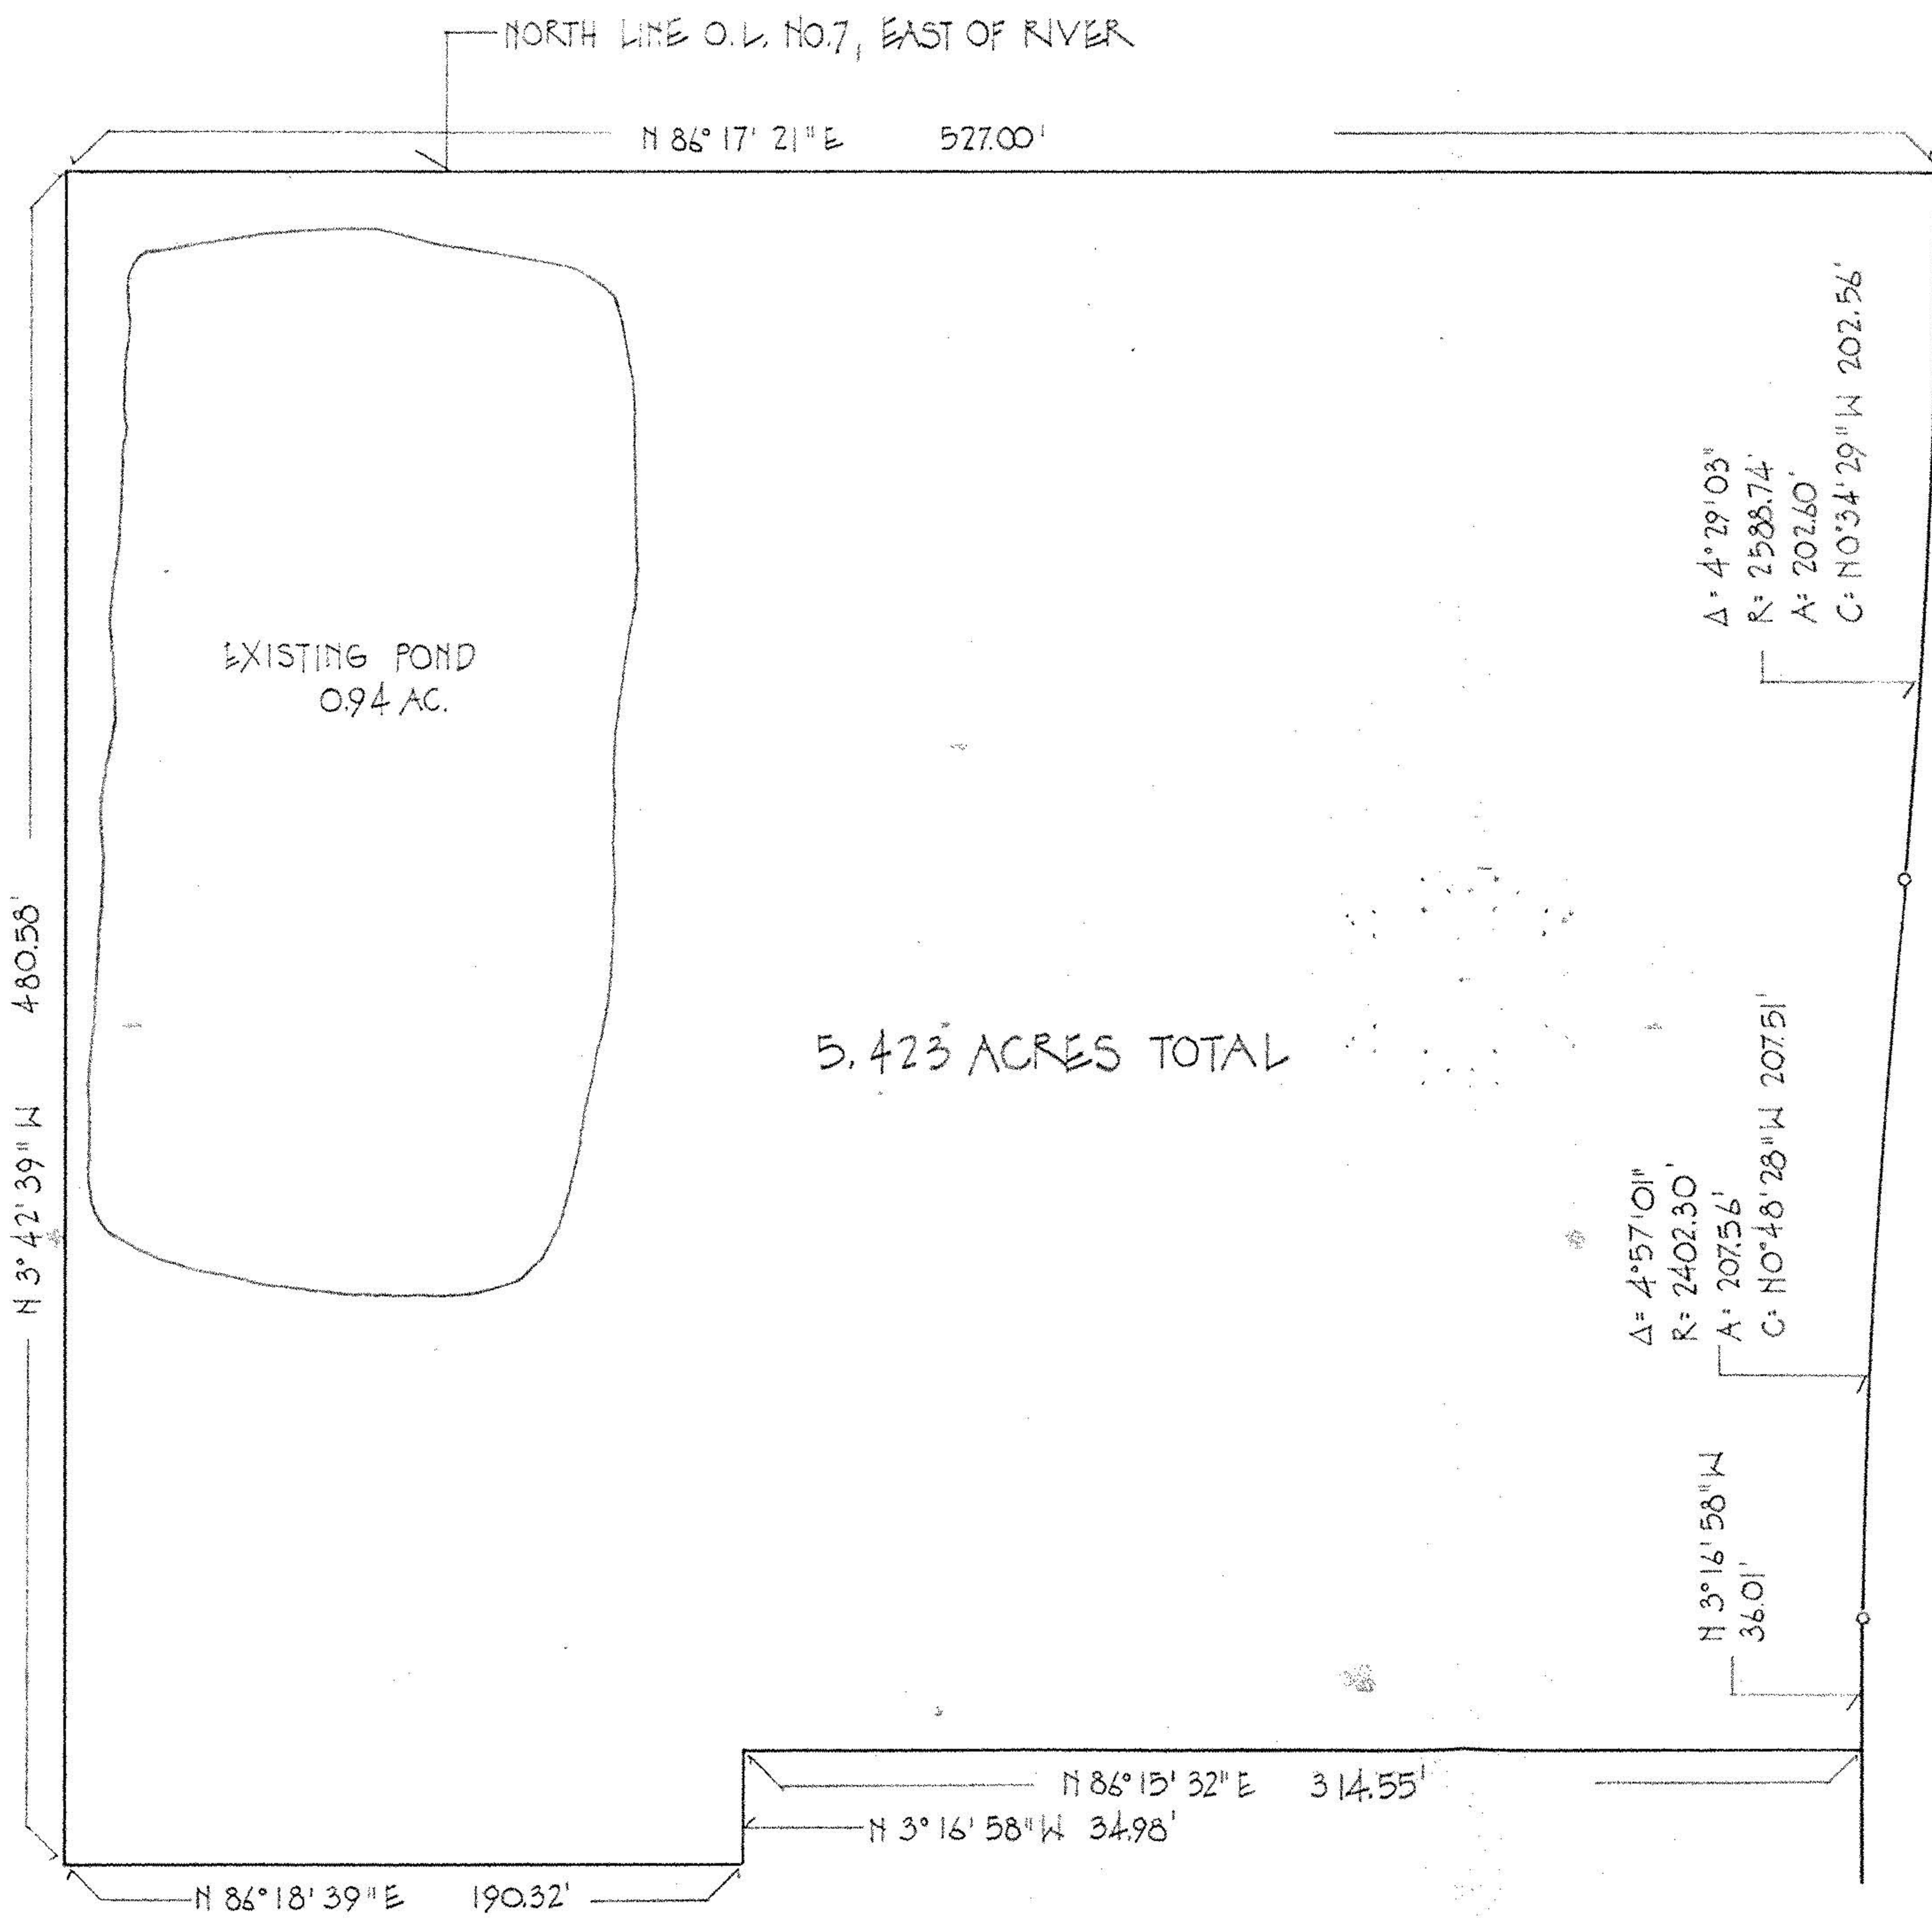 NORTH LINE O.L. NO.7, EAST OF RIVER
N 86° 17' 21" E 527.00'
Δ = 4° 29' 03"
R = 2588.74'
A = 202.60'
C = N0°34'29" W 202.56'
EXISTING POND
0.94 AC.
N 3° 42' 39" W 480.58'
5.423 ACRES TOTAL
Δ = 4°57'01"
R = 2402.30'
A = 207.56'
C = N0°48'28" W 207.51'
N 3° 16' 58" W
36.01'
N 86° 15' 32" E 314.55'
N 3° 16' 58" W 34.98'
N 86° 18' 39" E 190.32'